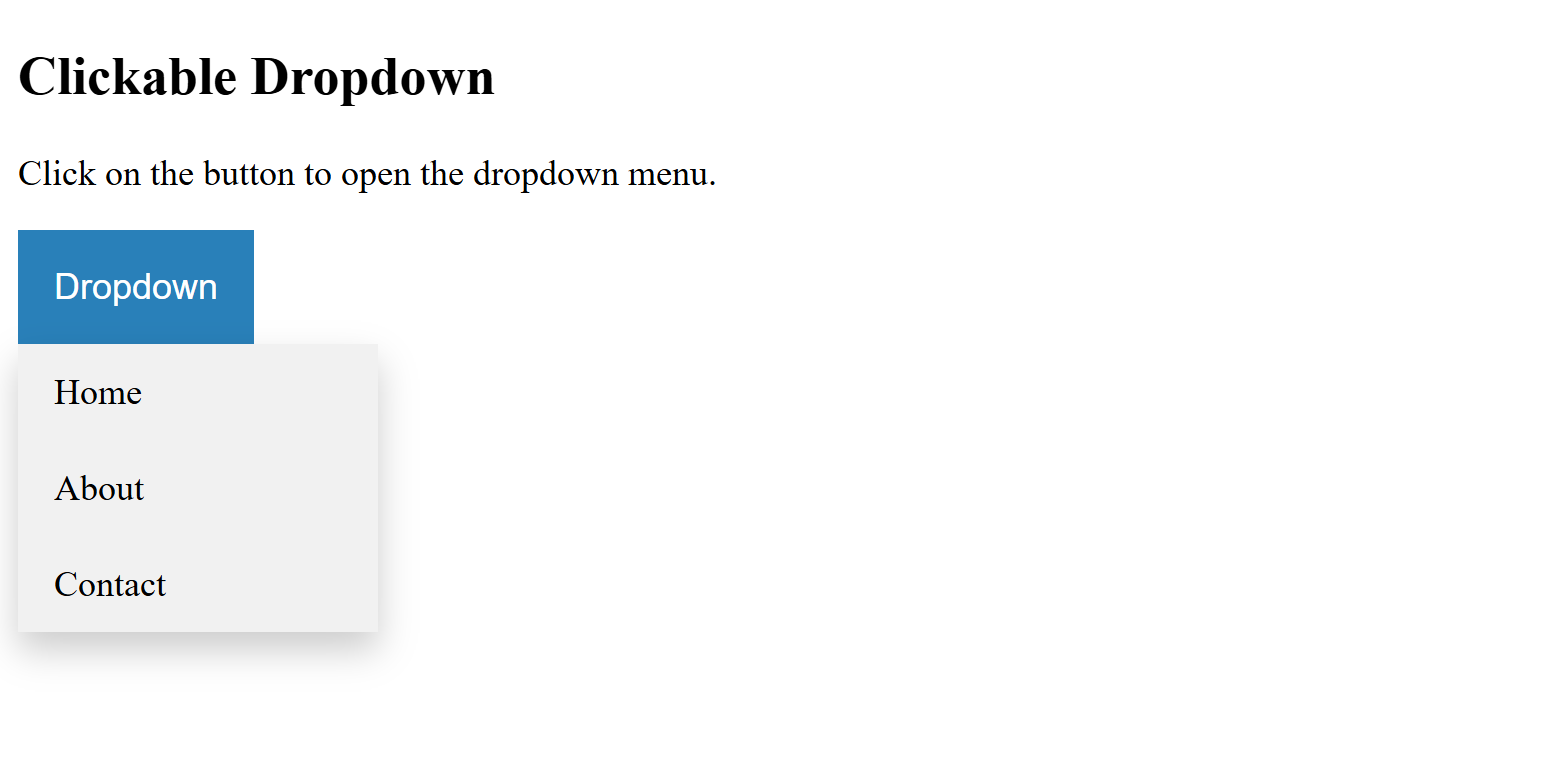 Clickable Dropdown
Click on the button to open the dropdown menu.
Dropdown
Home
About
Contact